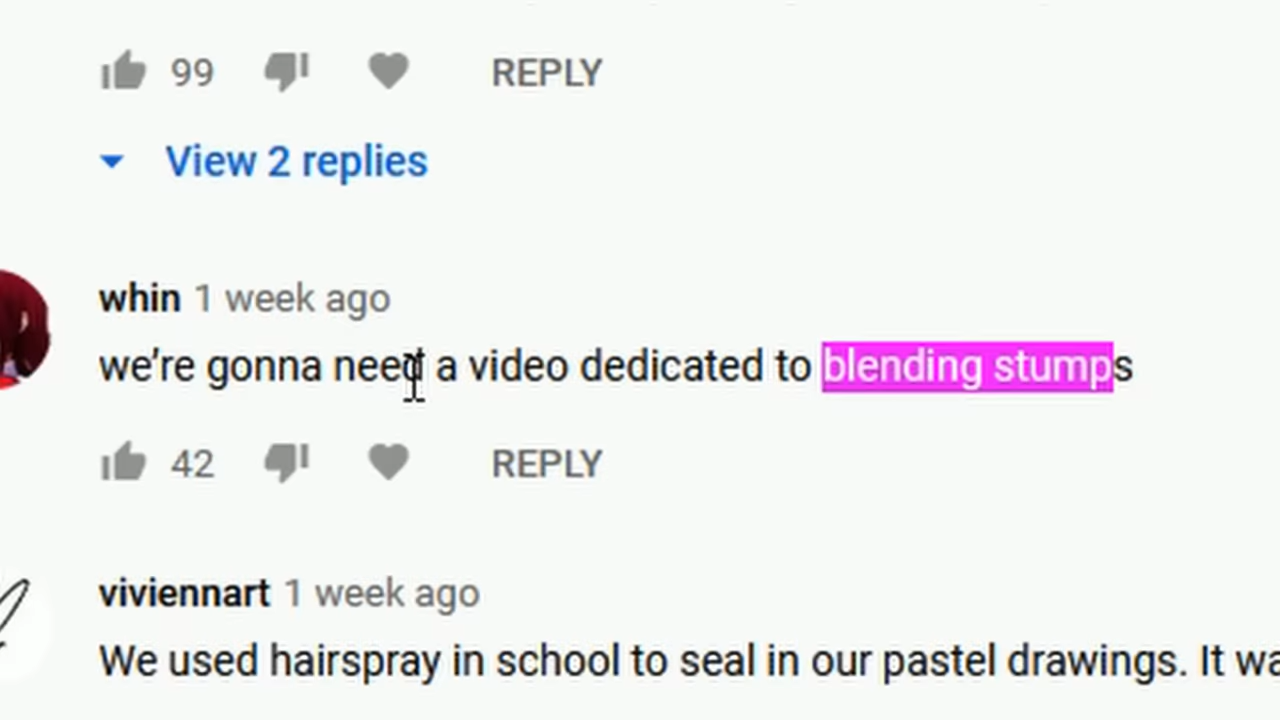 99 REPLY
View 2 replies
whin 1 week ago
we’re gonna need a video dedicated to blending stumps
42 REPLY
viviennart 1 week ago
We used hairspray in school to seal in our pastel drawings. It